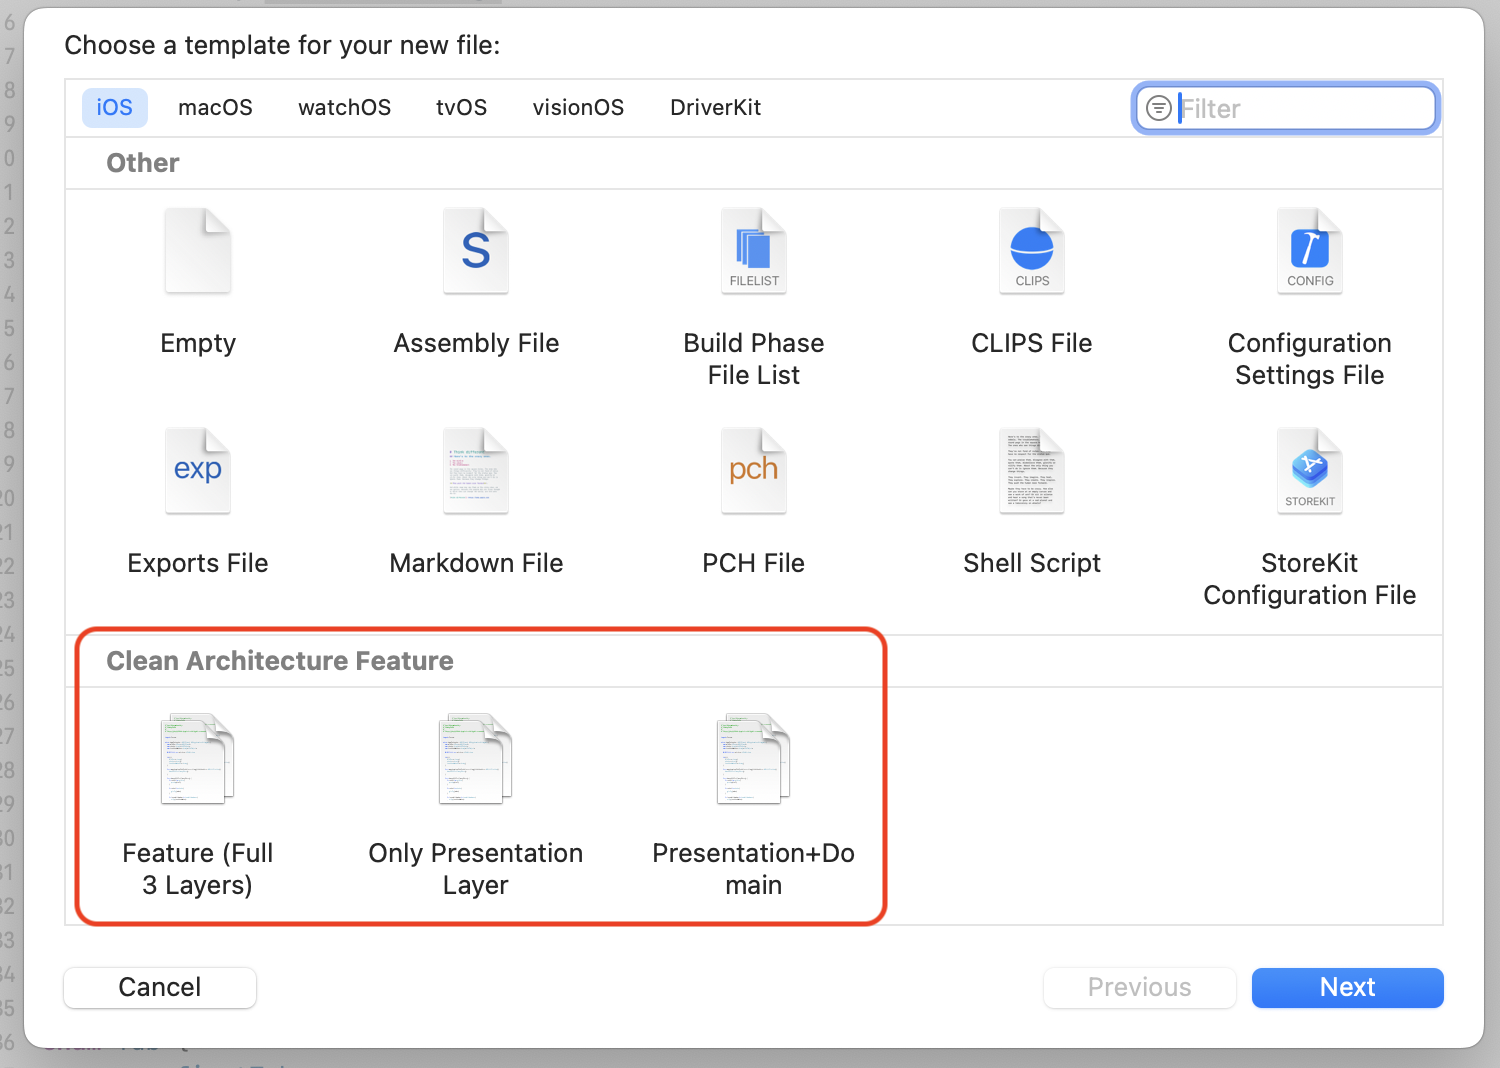 Choose a template for your new file:
iOS macOS watchOS tvOS visionOS DriverKit Filter
Other
S FILELIST CLIPS CONFIG
Empty Assembly File Build Phase CLIPS File Configuration
File List Settings File
exp pch STOREKIT
Exports File Markdown File PCH File Shell Script StoreKit
Configuration File
Clean Architecture Feature
Feature (Full Only Presentation Presentation+Do
3 Layers) Layer main
Cancel Previous Next